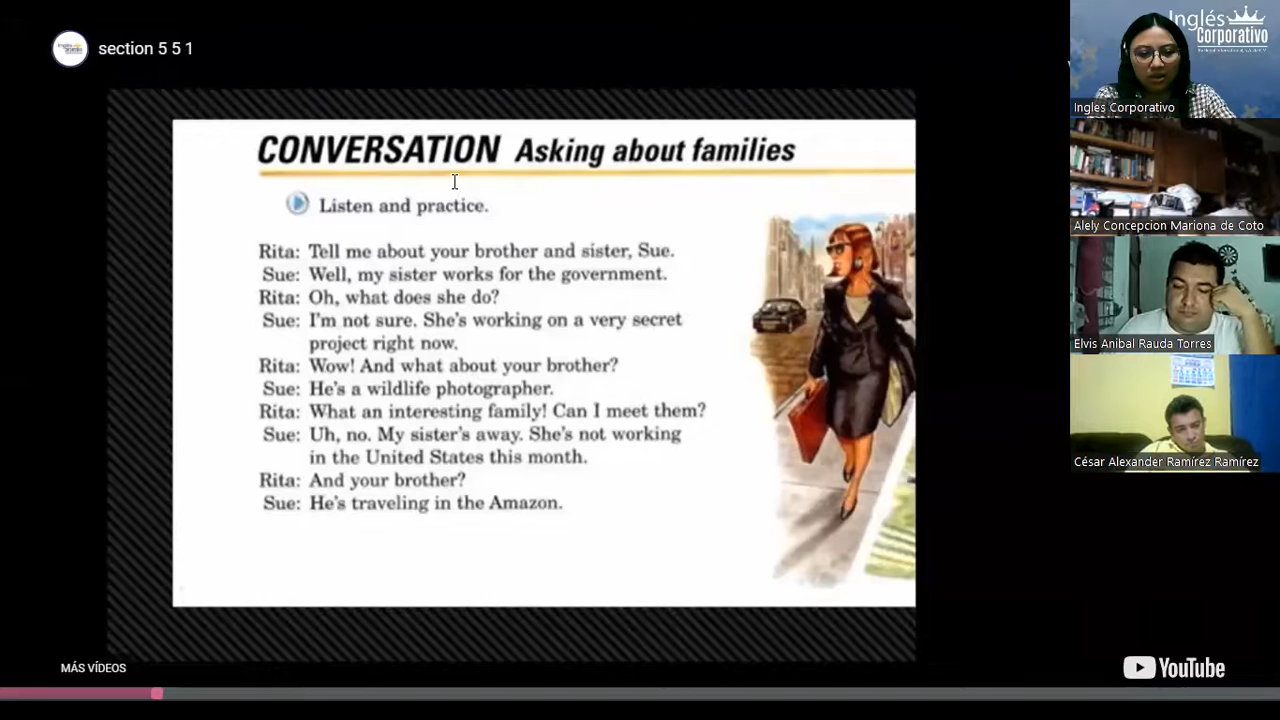 section 5 5 1
CONVERSATION Asking about families
Listen and practice.
Rita: Tell me about your brother and sister, Sue.
Sue: Well, my sister works for the government.
Rita: Oh, what does she do?
Sue: I'm not sure. She's working on a very secret
project right now.
Rita: Wow! And what about your brother?
Sue: He's a wildlife photographer.
Rita: What an interesting family! Can I meet them?
Sue: Uh, no. My sister's away. She's not working
in the United States this month.
Rita: And your brother?
Sue: He's traveling in the Amazon.
MÁS VÍDEOS
YouTube
Inglés
Corporativo
Ingles Corporativo
Alely Concepcion Mariona de Coto
Elvis Anibal Rauda Torres
César Alexander Ramírez Ramírez